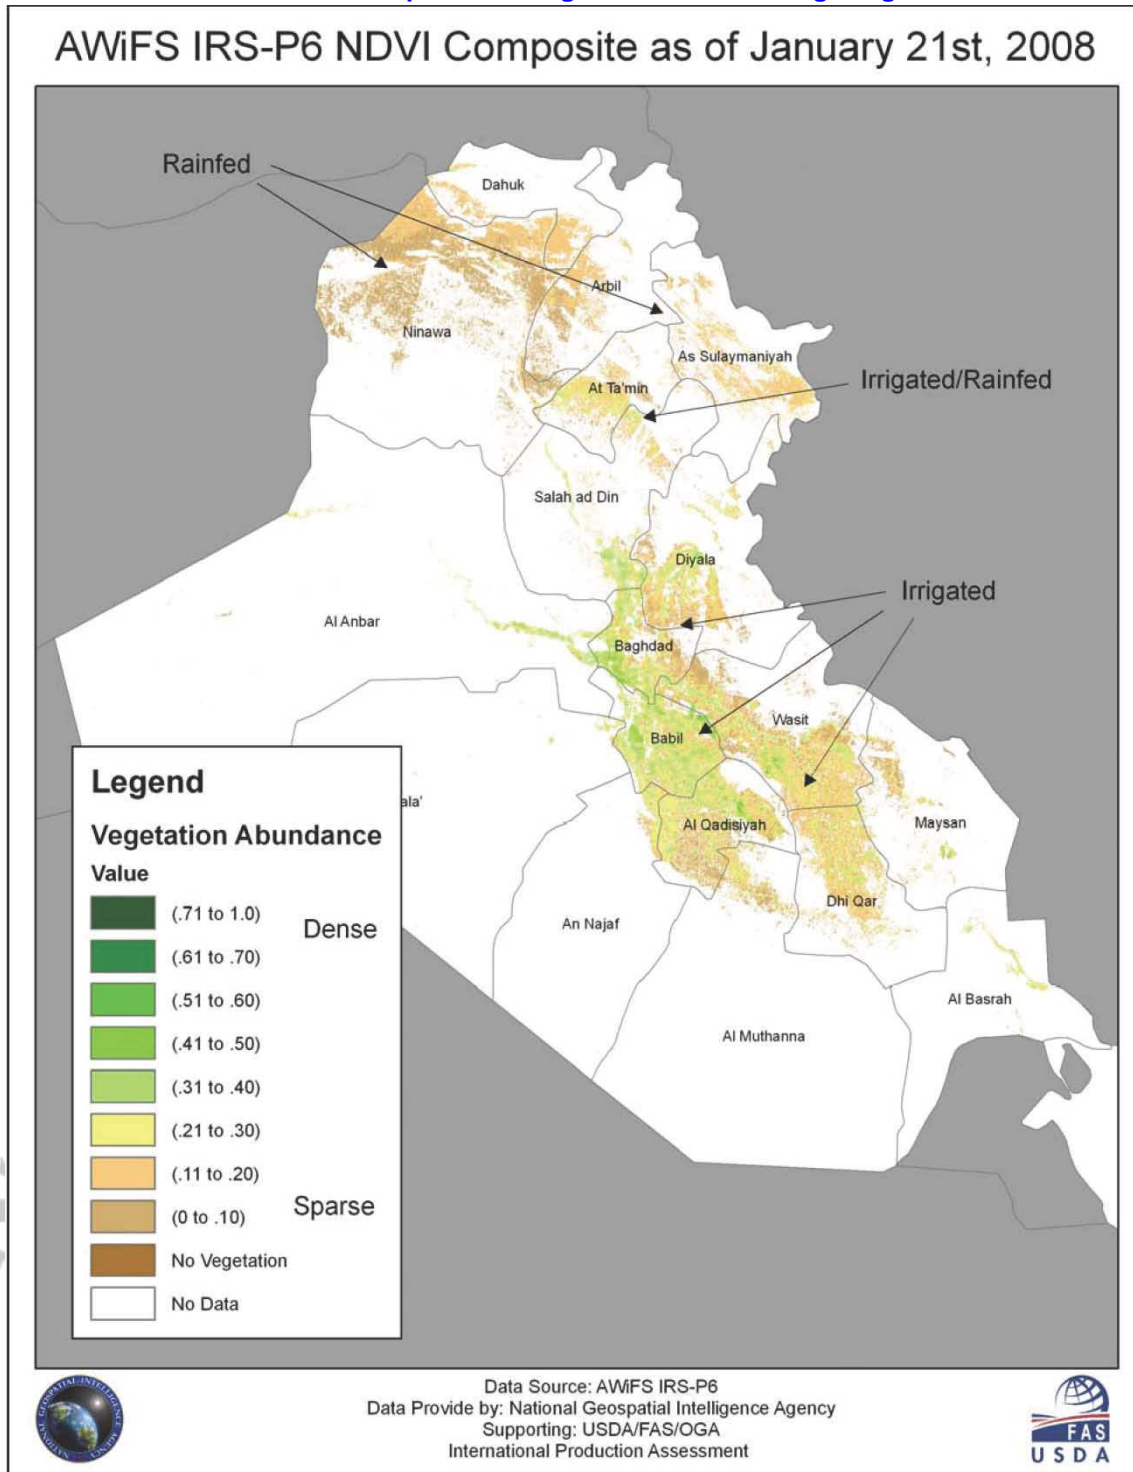 AWiFS IRS-P6 NDVI Composite as of January 21st, 2008
Rainfed
Dahuk
Arbil
Ninawa
As Sulaymaniyah
Irrigated/Rainfed
At Ta'min
Salah ad Din
Diyala
Irrigated
Al Anbar
Baghdad
Wasit
Babil
Legend
ala'
Vegetation Abundance
Al Qadisiyah
Maysan
Value
(.71 to 1.0)
Dense
Dhi Qar
An Najaf
(.61 to .70)
(.51 to .60)
Al Basrah
(.41 to .50)
Al Muthanna
(.31 to .40)
(.21 to .30)
(.11 to .20)
Sparse
(0 to .10)
No Vegetation
No Data
Data Source: AWiFS IRS-P6
Data Provide by: National Geospatial Intelligence Agency
Supporting: USDA/FAS/OGA
International Production Assessment
NATIONAL GEOSPATIAL-INTELLIGENCE AGENCY
FAS
USDA